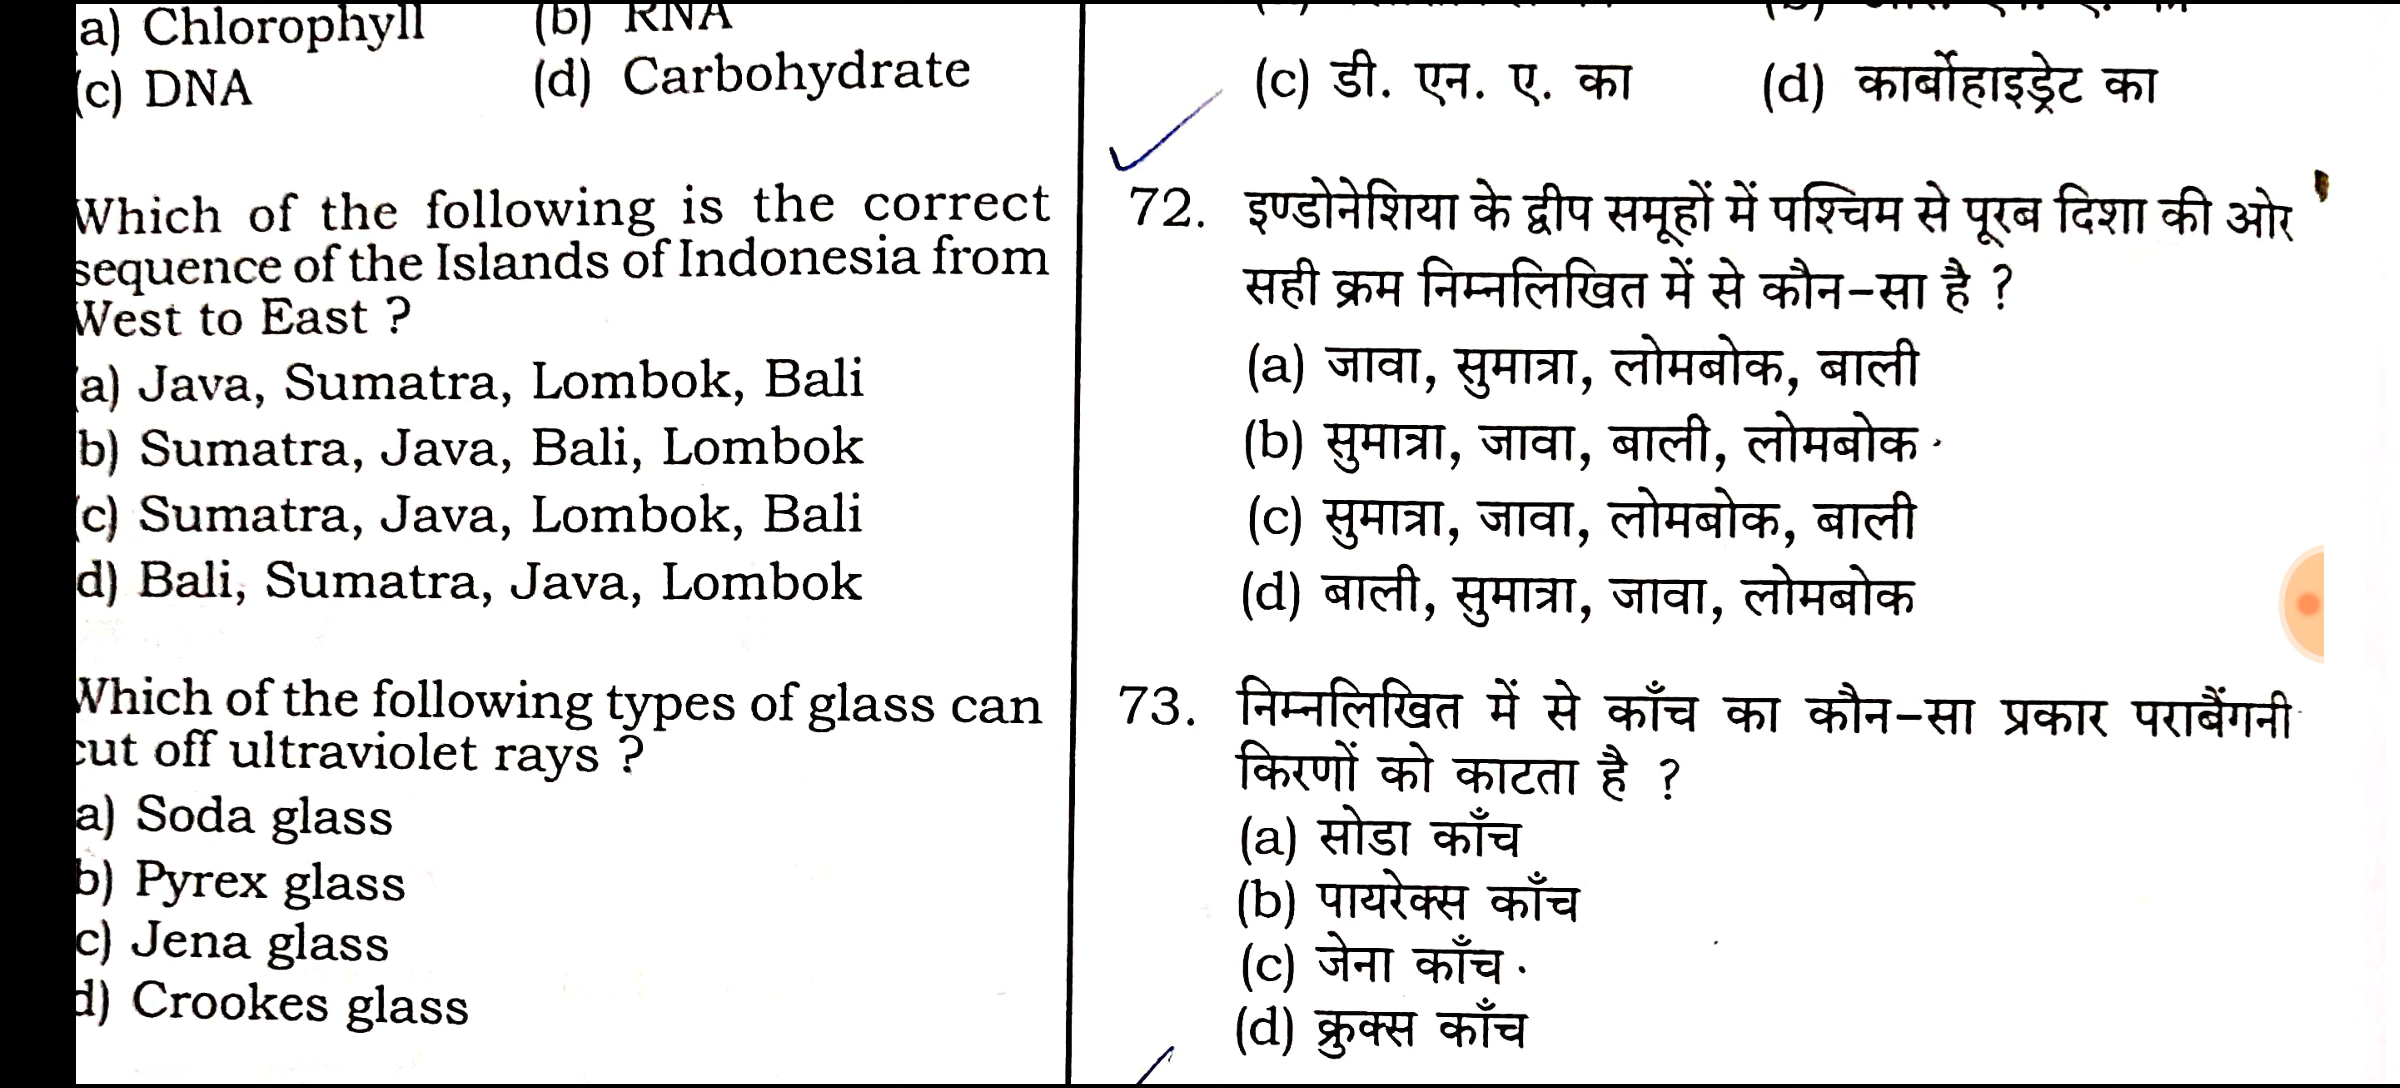 a) Chlorophyll (b) RNA
(c) DNA (d) Carbohydrate
Which of the following is the correct
sequence of the Islands of Indonesia from
West to East ?
a) Java, Sumatra, Lombok, Bali
b) Sumatra, Java, Bali, Lombok
(c) Sumatra, Java, Lombok, Bali
d) Bali, Sumatra, Java, Lombok
Which of the following types of glass can
cut off ultraviolet rays ?
a) Soda glass
b) Pyrex glass
c) Jena glass
d) Crookes glass
(c) डी. एन. ए. का (d) कार्बोहाइड्रेट का
72. इण्डोनेशिया के द्वीप समूहों में पश्चिम से पूरब दिशा की ओर
सही क्रम निम्नलिखित में से कौन-सा है ?
(a) जावा, सुमात्रा, लोमबोक, बाली
(b) सुमात्रा, जावा, बाली, लोमबोक
(c) सुमात्रा, जावा, लोमबोक, बाली
(d) बाली, सुमात्रा, जावा, लोमबोक
73. निम्नलिखित में से काँच का कौन-सा प्रकार पराबैंगनी
किरणों को काटता है ?
(a) सोडा काँच
(b) पायरेक्स काँच
(c) जेना काँच
(d) क्रुक्स काँच